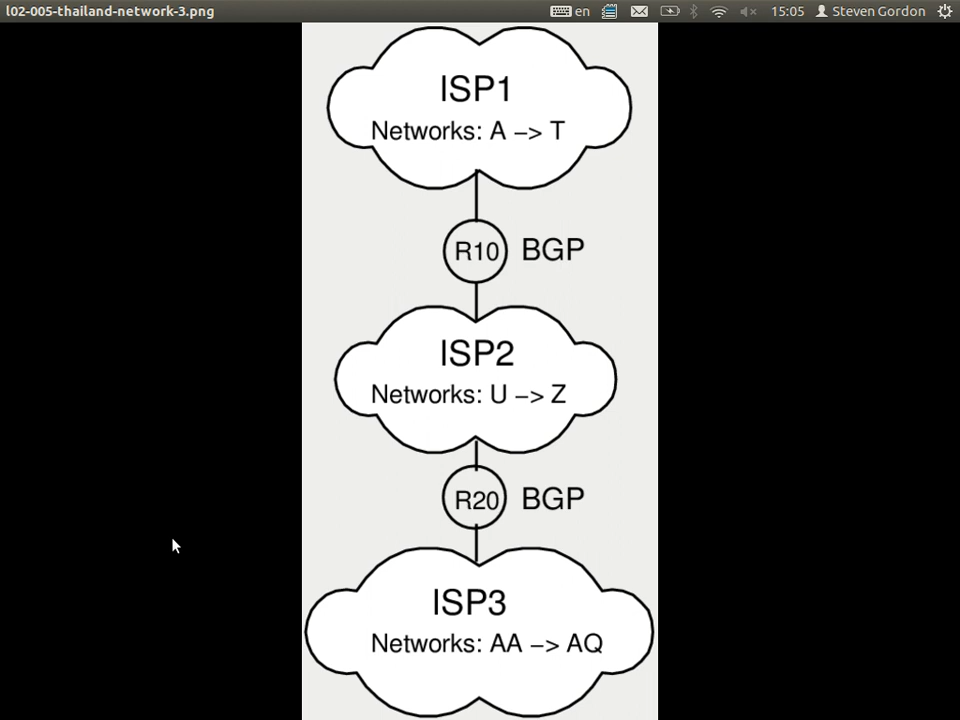 l02-005-thailand-network-3.png en 15:05 Steven Gordon
ISP1
Networks: A −> T
R10 BGP
ISP2
Networks: U −> Z
R20 BGP
ISP3
Networks: AA −> AQ